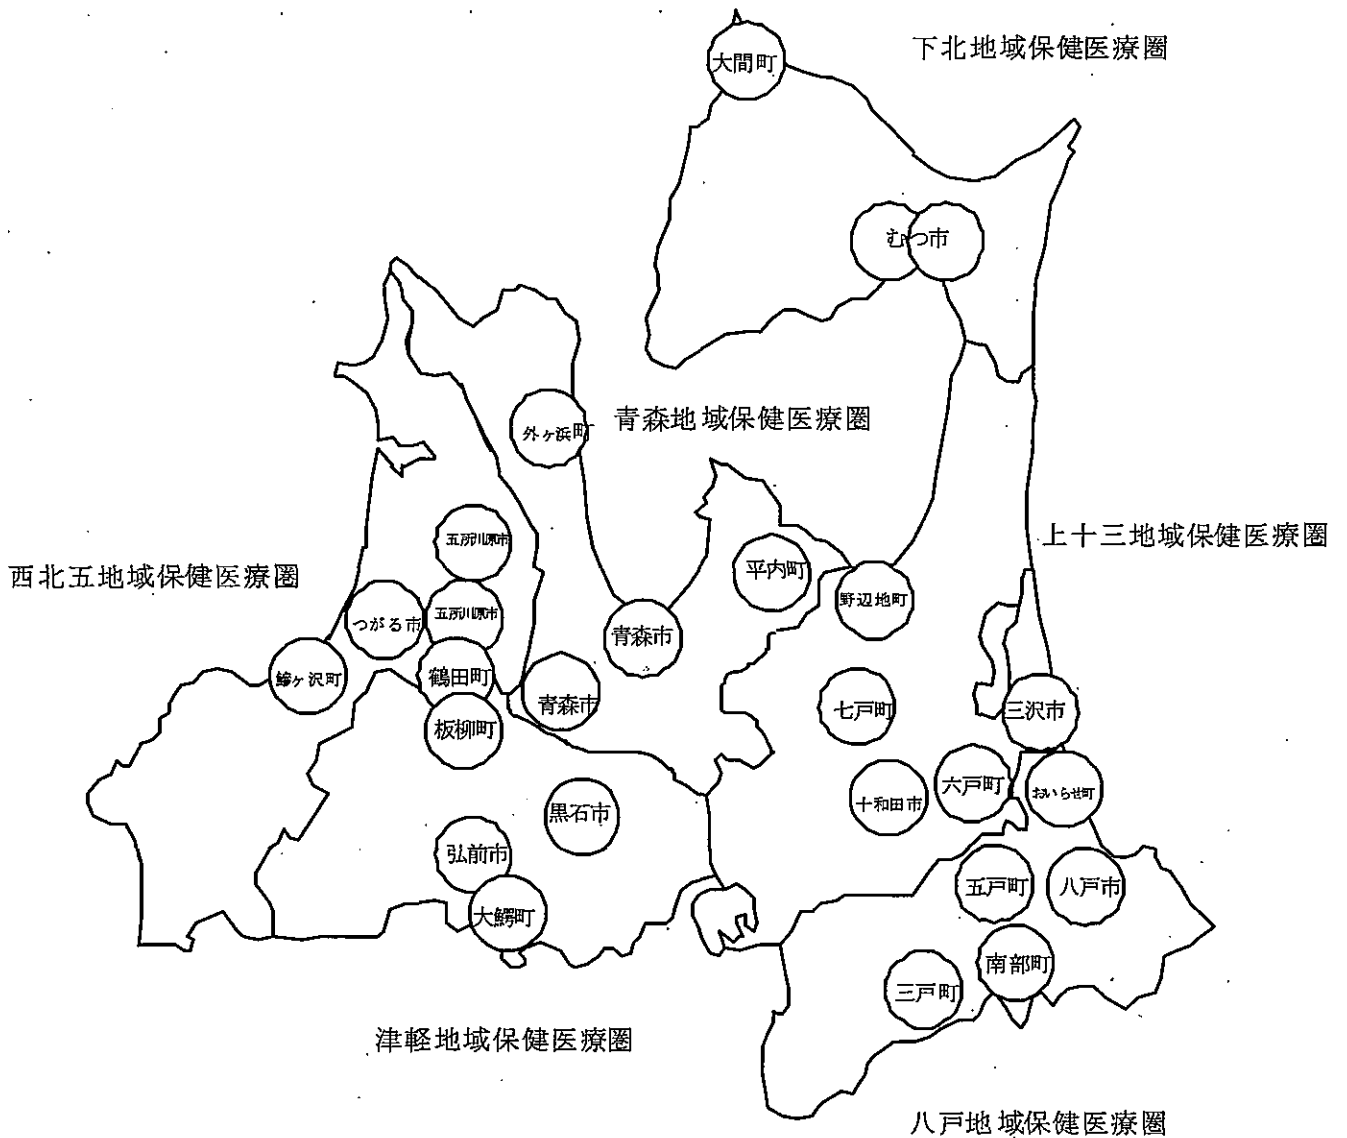 下北地域保健医療圏
大間町
むつ市
青森地域保健医療圏
外ヶ浜町
上十三地域保健医療圏
五所川原市
西北五地域保健医療圏
平内町
野辺地町
つがる市
五所川原市
青森市
鰺ヶ沢町
鶴田町
青森市
七戸町
三沢市
板柳町
六戸町
おいらせ町
十和田市
黒石市
弘前市
五戸町
八戸市
大鰐町
南部町
三戸町
津軽地域保健医療圏
八戸地域保健医療圏